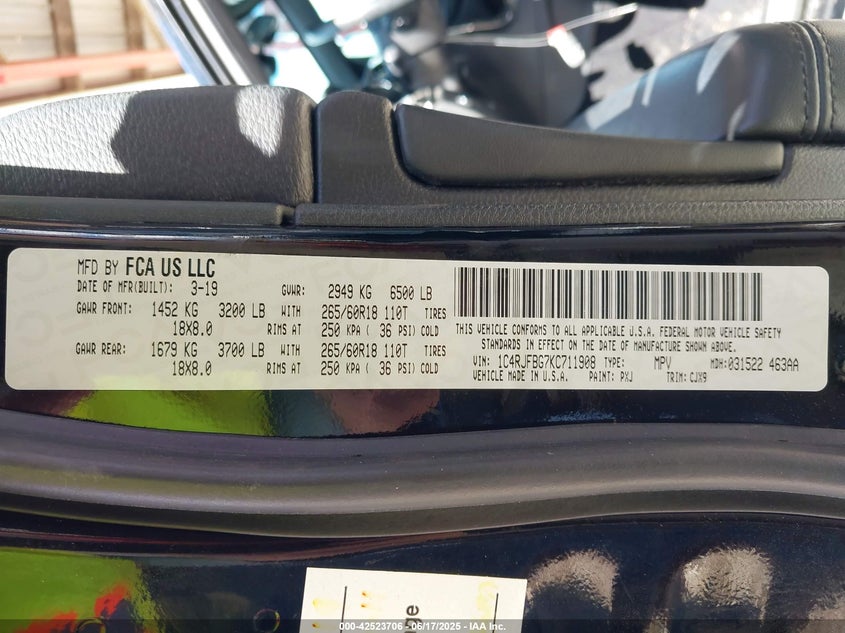 MFD BY FCA US LLC
DATE OF MFR(BUILT): 3-19 GVWR: 2949 KG 6500 LB
GAWR FRONT: 1452 KG 3200 LB WITH 265/60R18 110T TIRES
18X8.0 RIMS AT 250 KPA ( 36 PSI) COLD
GAWR REAR: 1679 KG 3700 LB WITH 265/60R18 110T TIRES
18X8.0 RIMS AT 250 KPA ( 36 PSI) COLD
THIS VEHICLE CONFORMS TO ALL APPLICABLE U.S.A. FEDERAL MOTOR VEHICLE SAFETY
STANDARDS IN EFFECT ON THE DATE OF MANUFACTURE SHOWN ABOVE.
VIN: 1C4RJFBG7KC711908 TYPE: MPV MDH: 031522 463AA
VEHICLE MADE IN U.S.A. PAINT: PXJ TRIM: CJX9
000-42523706 - 06/17/2025 - IAA Inc.